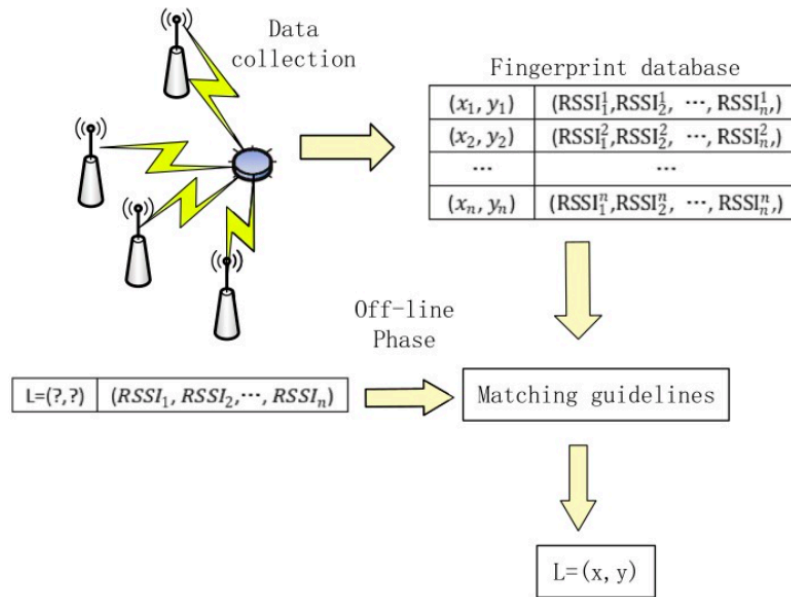 Data
collection
Fingerprint database
(x₁, y₁) (RSSI₁¹,RSSI₂¹, ⋯, RSSIₙ¹,)
(x₂, y₂) (RSSI₁²,RSSI₂², ⋯, RSSIₙ²,)
⋯ ⋯
(xₙ, yₙ) (RSSI₁ⁿ,RSSI₂ⁿ, ⋯, RSSIₙⁿ,)
Off-line
Phase
L=(?,?) (RSSI₁, RSSI₂,⋯, RSSIₙ)
Matching guidelines
L=(x,y)